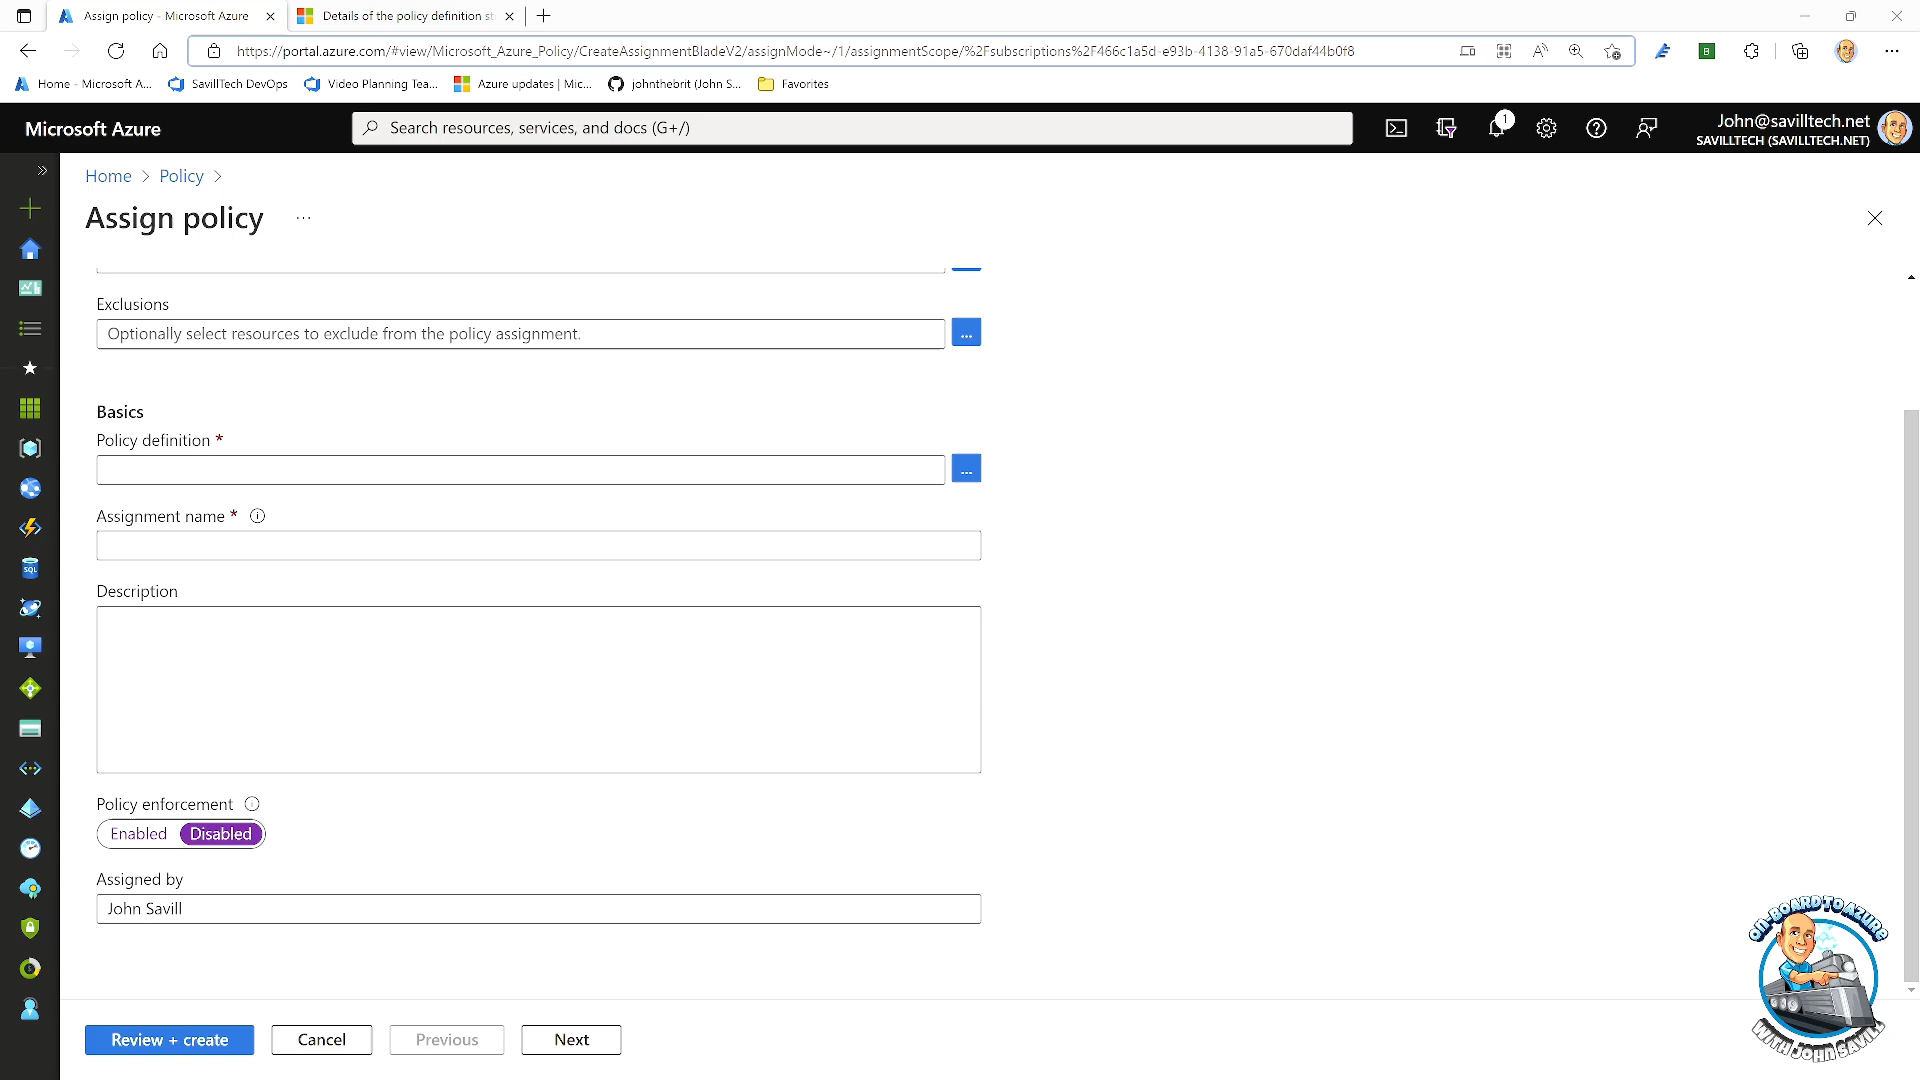 Assign policy - Microsoft Azure
Details of the policy definition st
https://portal.azure.com/#view/Microsoft_Azure_Policy/CreateAssignmentBladeV2/assignMode~/1/assignmentScope/%2Fsubscriptions%2F466c1a5d-e93b-4138-91a5-670daf44b0f8
Home - Microsoft A...
SavillTech DevOps
Video Planning Tea...
Azure updates | Mic...
johnthebrit (John S...
Favorites
Microsoft Azure
Search resources, services, and docs (G+/)
1
John@savilltech.net
SAVILLTECH (SAVILLTECH.NET)
Home > Policy >
Assign policy ...
Exclusions
Optionally select resources to exclude from the policy assignment.
...
Basics
Policy definition *
...
Assignment name *
Description
Policy enforcement
Enabled Disabled
Assigned by
John Savill
Review + create
Cancel
Previous
Next
SQL
ON-BOARD TO AZURE
WITH JOHN SAVILL